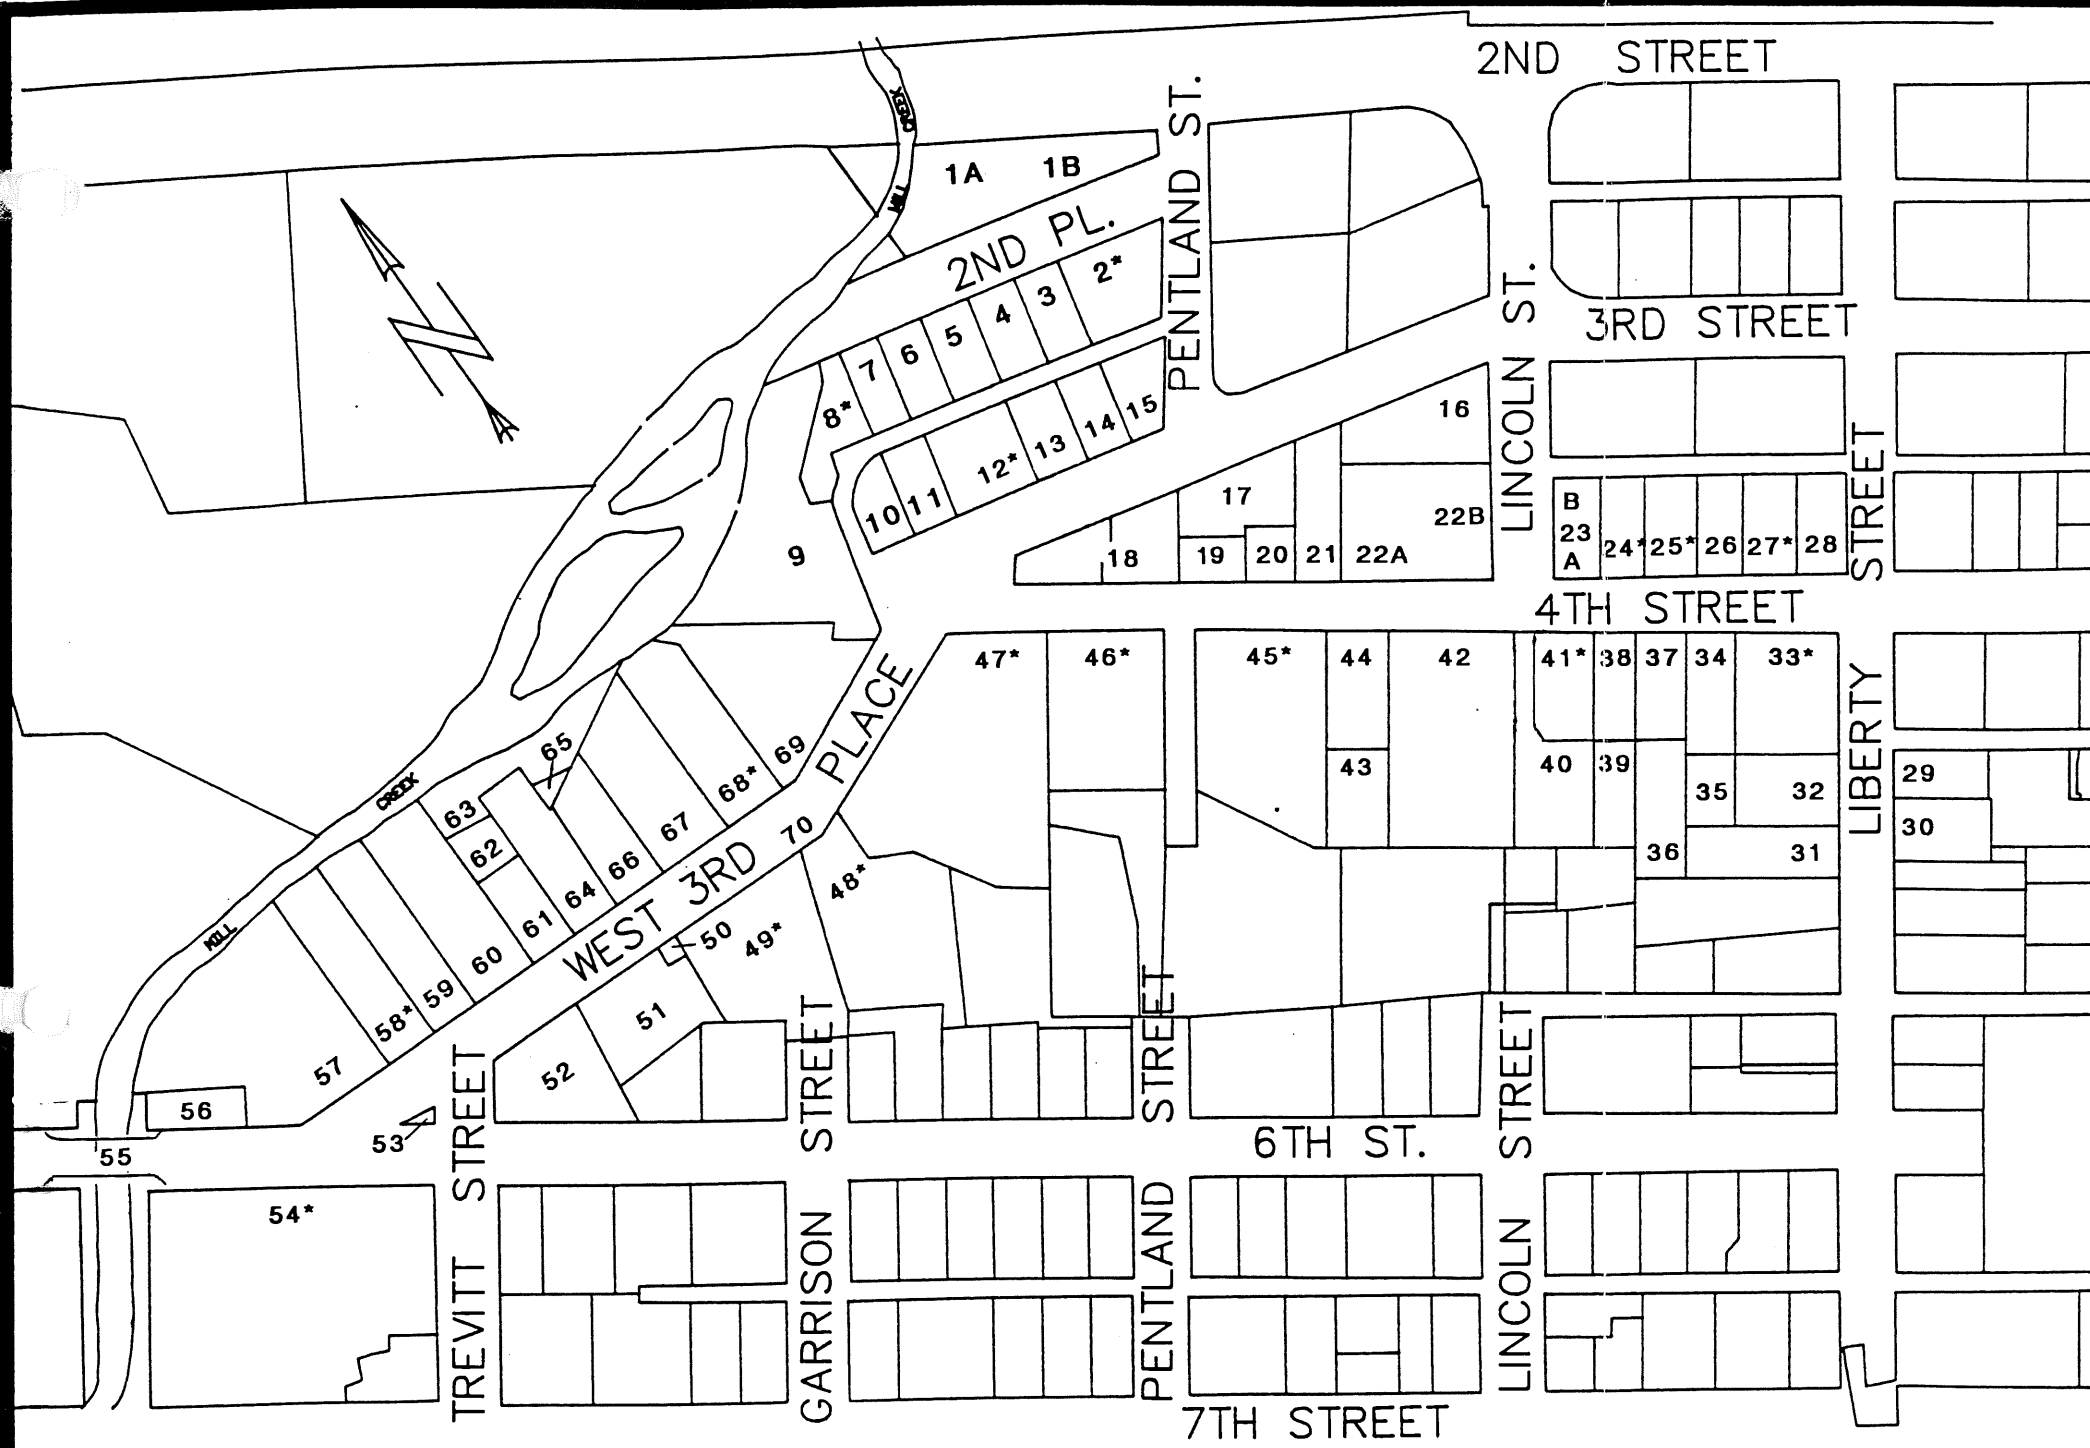 2ND STREET
CREEK
MILL
1A
1B
2ND PL.
PENTLAND ST.
LINCOLN ST.
3RD STREET
2*
3
4
5
6
7
8*
9
10
11
12*
13
14
15
16
17
18
19
20
21
22A
22B
B
23
A
24*
25*
26
27*
28
4TH STREET
LIBERTY STREET
47*
46*
45*
44
42
41*
38
37
34
33*
43
40
39
35
32
29
30
36
31
WEST 3RD PLACE
65
69
68*
67
66
64
63
62
61
60
59
58*
57
70
48*
49*
50
51
52
CREEK
MILL
56
55
53
54*
TREVITT STREET
GARRISON STREET
PENTLAND STREET
LINCOLN STREET
6TH ST.
7TH STREET